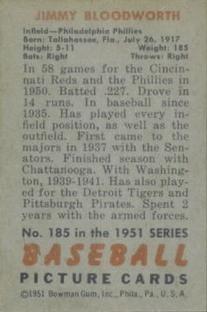 JIMMY BLOODWORTH
Infield—Philadelphia Phillies
Born: Tallahassee, Fla., July 26, 1917
Height: 5-11 Weight: 185
Bats: Right Throws: Right
In 58 games for the Cincin-
nati Reds and the Phillies in
1950. Batted .227. Drove in
14 runs. In baseball since
1935. Has played every in-
field position, as well as the
outfield. First came to the
majors in 1937 with the Sen-
ators. Finished season with
Chattanooga. With Washing-
ton, 1939-1941. Has also play-
ed for the Detroit Tigers and
Pittsburgh Pirates. Spent 2
years with the armed forces.
No. 185 in the 1951 SERIES
BASEBALL
PICTURE CARDS
©1951 Bowman Gum, Inc., Phila., Pa., U. S. A.